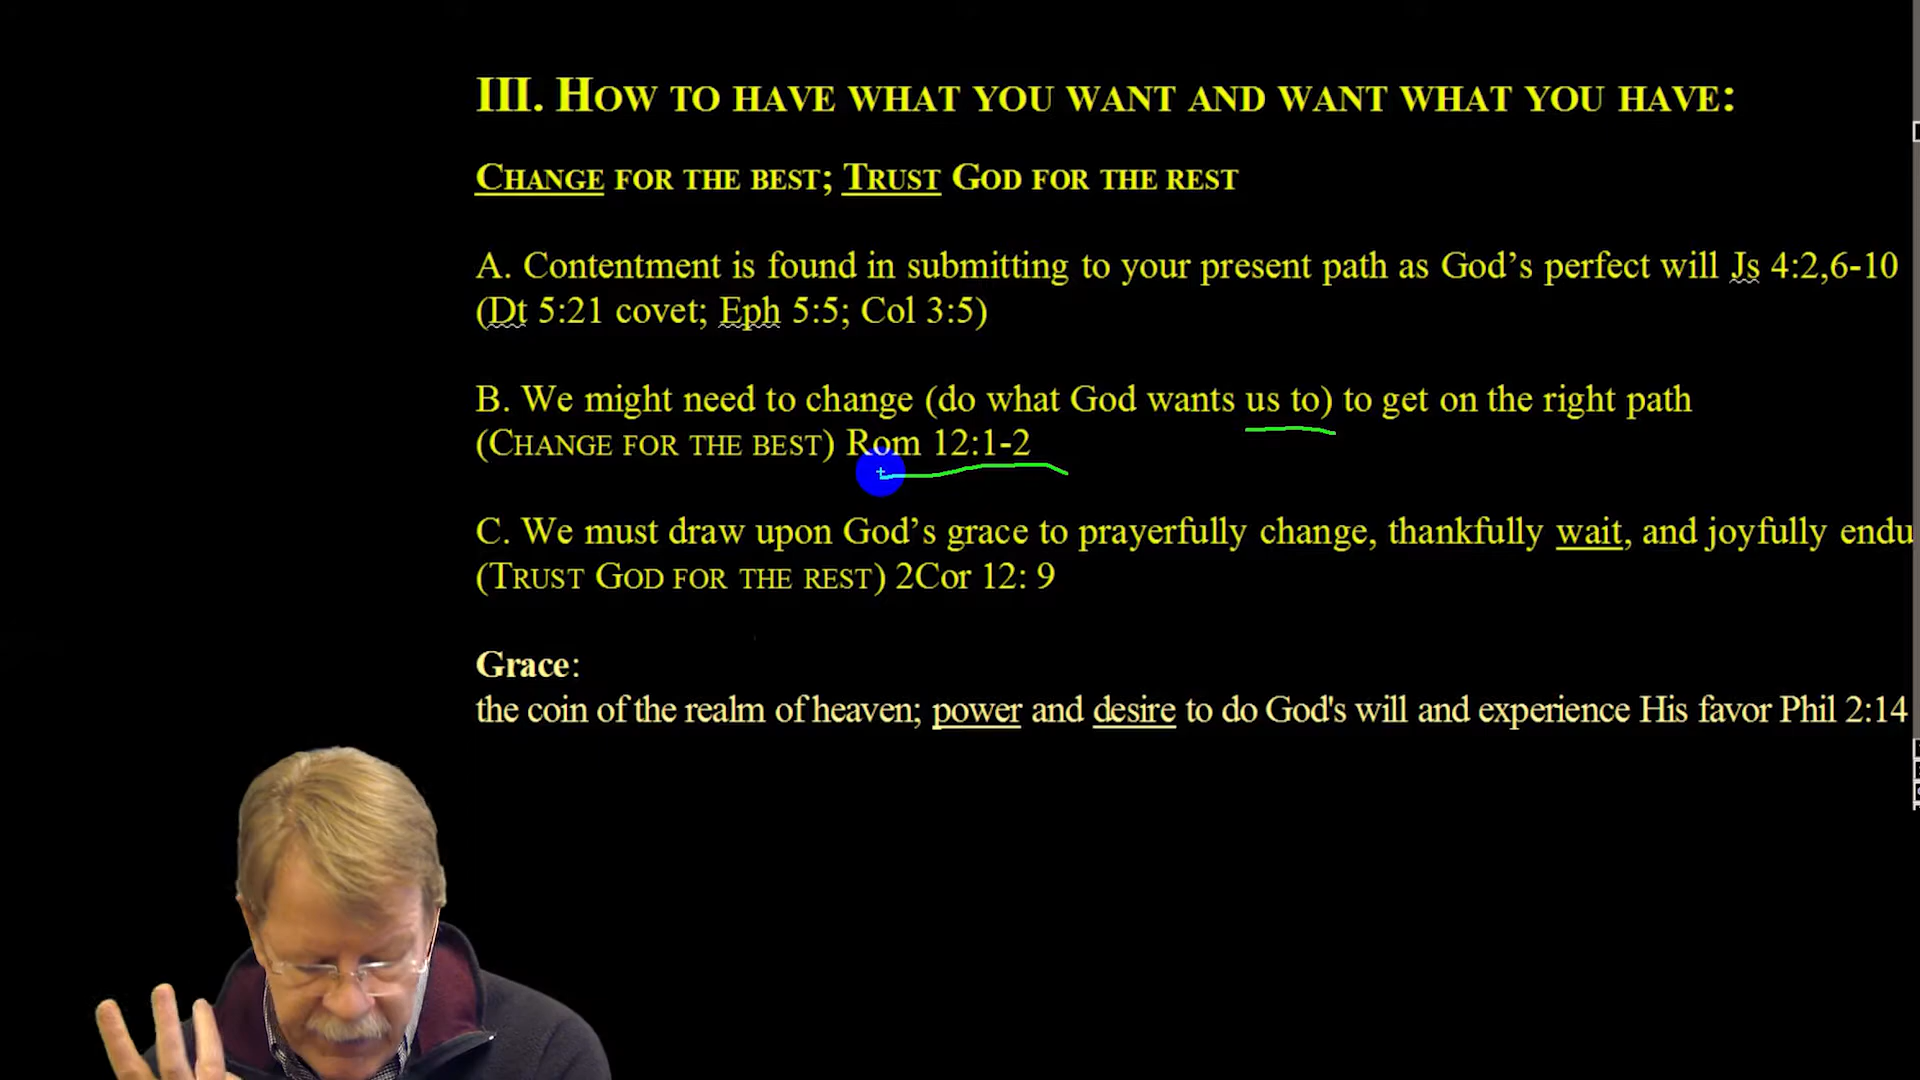 III. HOW TO HAVE WHAT YOU WANT AND WANT WHAT YOU HAVE:
CHANGE FOR THE BEST; TRUST GOD FOR THE REST
A. Contentment is found in submitting to your present path as God’s perfect will Js 4:2,6-10
(Dt 5:21 covet; Eph 5:5; Col 3:5)
B. We might need to change (do what God wants us to) to get on the right path
(CHANGE FOR THE BEST) Rom 12:1-2
C. We must draw upon God’s grace to prayerfully change, thankfully wait, and joyfully endu
(TRUST GOD FOR THE REST) 2Cor 12: 9
Grace:
the coin of the realm of heaven; power and desire to do God's will and experience His favor Phil 2:14